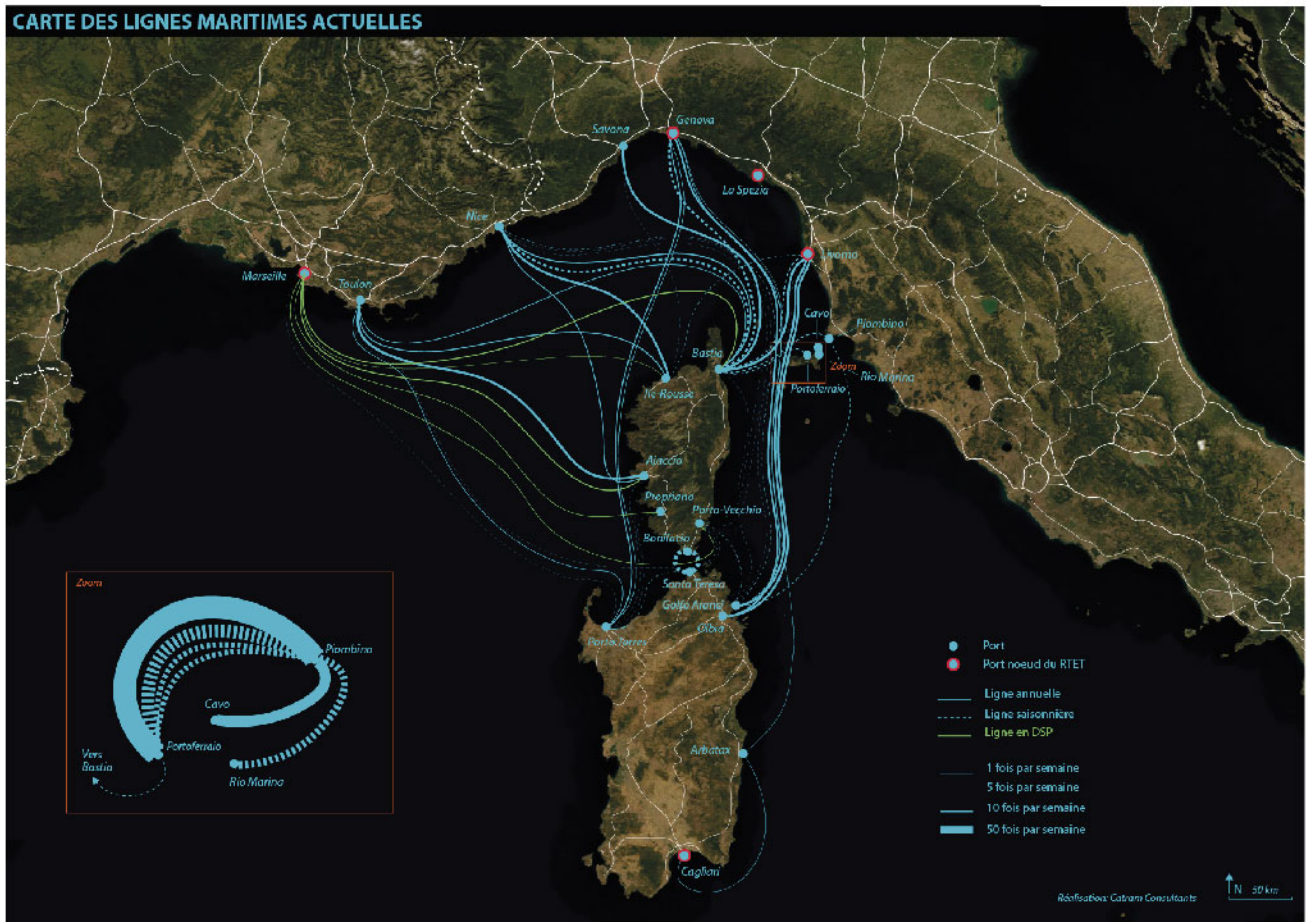 CARTE DES LIGNES MARITIMES ACTUELLES
Genova
Savona
La Spezia
Nice
Livorno
Marseille
Toulon
Cavo
Piombino
Bastia
Zoom
Rio Marina
Portoferraio
Ile-Rousse
Ajaccio
Propriano
Porto-Vecchio
Bonifacio
Santa Teresa
Golfo Aranci
Olbia
Porto Torres
Arbatax
Cagliari
Zoom
Piombino
Cavo
Portoferraio
Vers
Bastia
Rio Marina
Port
Port noeud du RTET
Ligne annuelle
Ligne saisonnière
Ligne en DSP
1 fois par semaine
5 fois par semaine
10 fois par semaine
50 fois par semaine
Réalisation: Catram Consultants
N 50 km